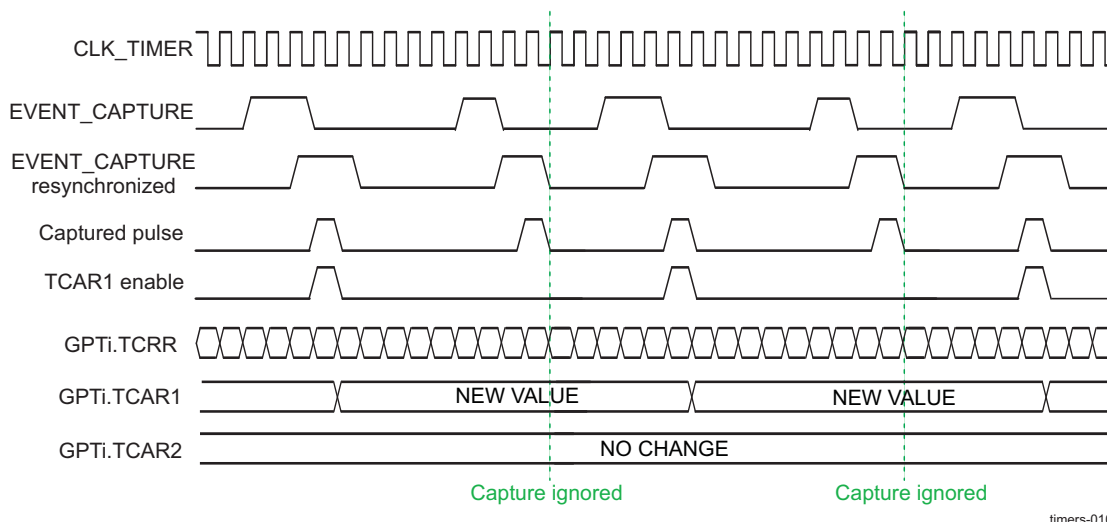 CLK_TIMER
EVENT_CAPTURE
EVENT_CAPTURE
resynchronized
Captured pulse
TCAR1 enable
GPTi.TCRR
GPTi.TCAR1
NEW VALUE
NEW VALUE
GPTi.TCAR2
NO CHANGE
Capture ignored
Capture ignored